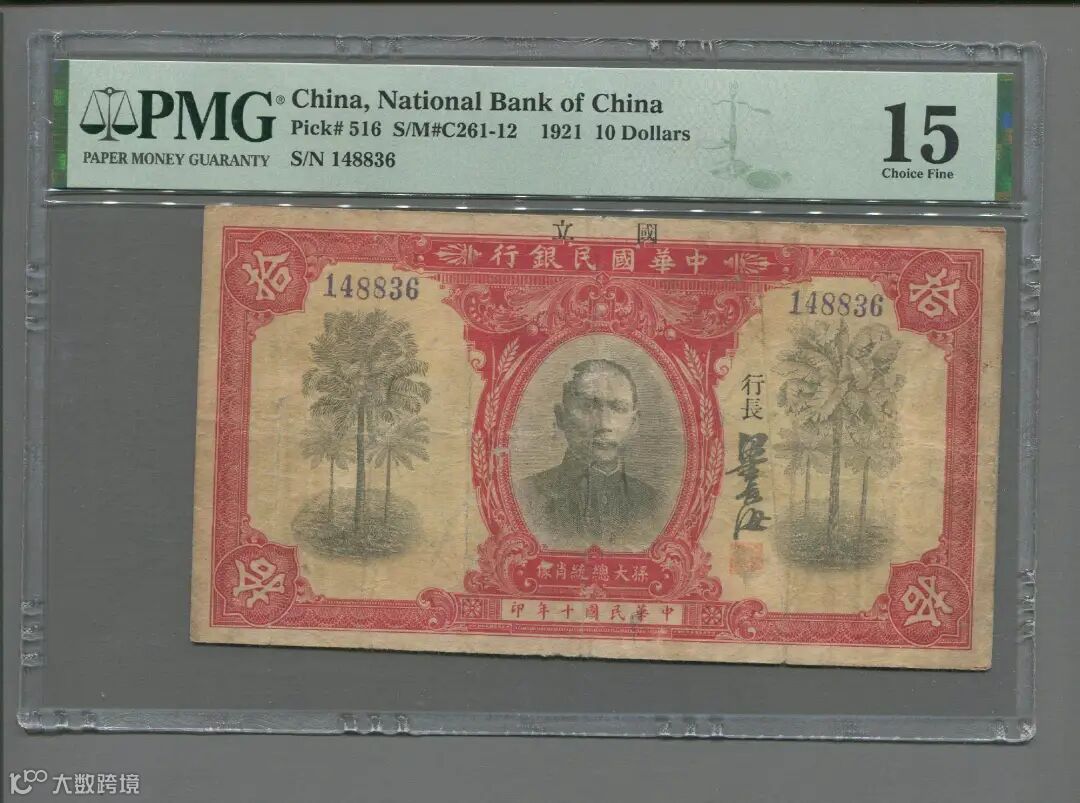 PMG® China, National Bank of China
Pick# 516 S/M#C261-12 1921 10 Dollars
PAPER MONEY GUARANTY
S/N 148836
15
Choice Fine
立國
行銀民國華中
拾
拾
148836
148836
行長
像肖統總大孫
印年十國民華中
拾
拾
大数跨境